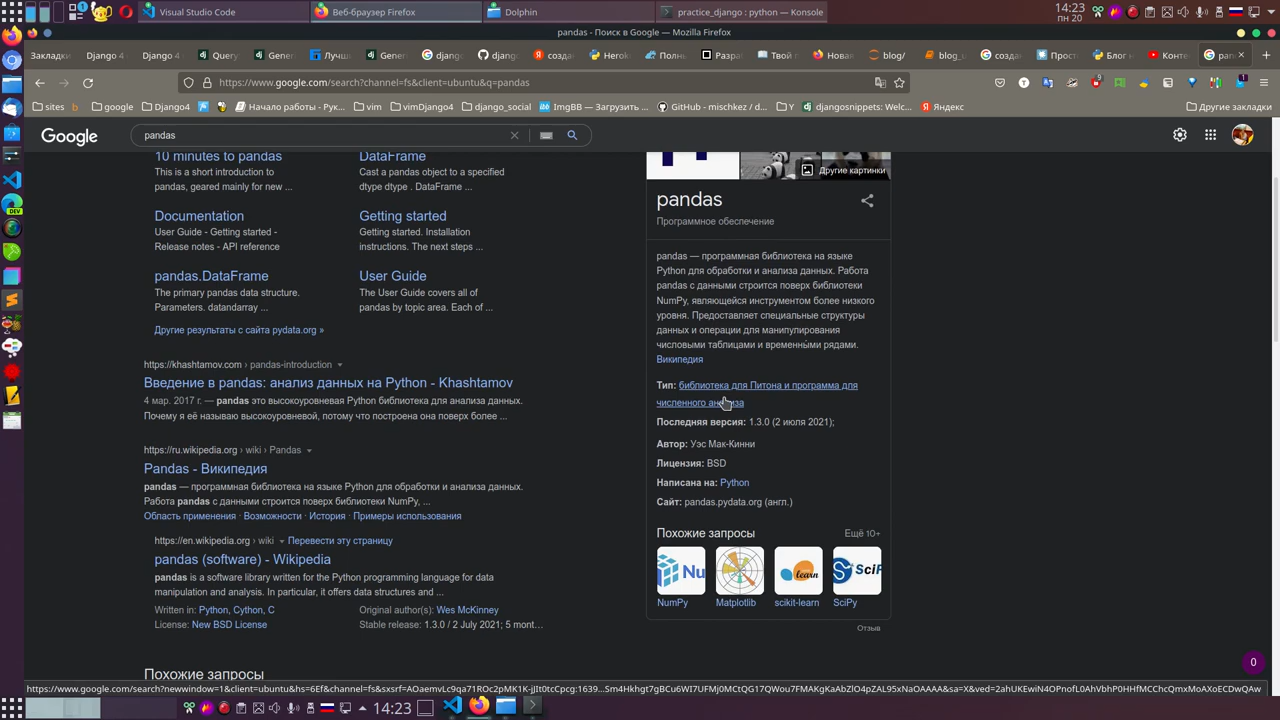 Visual Studio Code
Веб-браузер Firefox
Dolphin
practice_django : python — Konsole
14:23
пн 20
pandas - Поиск в Google — Mozilla Firefox
Закладки
Django 4
Django 4
Query
Gener
Лучш
Gener
django
django
созда
Heroku
Полн
Разра
Твой г
Новая
blog/
blog_
созда
Прост
Блог н
Конте
pan
https://www.google.com/search?channel=fs&client=ubuntu&q=pandas
sites
google
Django4
Начало работы - Рук...
vim
vimDjango4
django_social
ImgBB — Загрузить ...
GitHub - mischkez / d...
Y
djangosnippets: Welc...
Яндекс
Другие закладки
Google
pandas
10 minutes to pandas
This is a short introduction to
pandas, geared mainly for new ...
DataFrame
Cast a pandas object to a specified
dtype dtype . DataFrame ...
Documentation
User Guide - Getting started -
Release notes - API reference
Getting started
Getting started. Installation
instructions. The next steps ...
pandas.DataFrame
The primary pandas data structure.
Parameters. datandarray ...
User Guide
The User Guide covers all of
pandas by topic area. Each of ...
Другие результаты с сайта pydata.org »
https://khashtamov.com › pandas-introduction
Введение в pandas: анализ данных на Python - Khashtamov
4 мар. 2017 г. — pandas это высокоуровневая Python библиотека для анализа данных.
Почему я её называю высокоуровневой, потому что построена она поверх более ...
https://ru.wikipedia.org › wiki › Pandas
Pandas - Википедия
pandas — программная библиотека на языке Python для обработки и анализа данных.
Работа pandas с данными строится поверх библиотеки NumPy, ...
Область применения · Возможности · История · Примеры использования
https://en.wikipedia.org › wiki
Перевести эту страницу
pandas (software) - Wikipedia
pandas is a software library written for the Python programming language for data
manipulation and analysis. In particular, it offers data structures and ...
Written in: Python, Cython, C
Original author(s): Wes McKinney
License: New BSD License
Stable release: 1.3.0 / 2 July 2021; 5 mont...
Похожие запросы
Другие картинки
pandas
Программное обеспечение
pandas — программная библиотека на языке
Python для обработки и анализа данных. Работа
pandas с данными строится поверх библиотеки
NumPy, являющейся инструментом более низкого
уровня. Предоставляет специальные структуры
данных и операции для манипулирования
числовыми таблицами и временны́ми рядами.
Википедия
Тип: библиотека для Питона и программа для
численного анализа
Последняя версия: 1.3.0 (2 июля 2021);
Автор: Уэс Мак-Кинни
Лицензия: BSD
Написана на: Python
Сайт: pandas.pydata.org (англ.)
Похожие запросы
Ещё 10+
NumPy
Matplotlib
scikit-learn
SciPy
Отзыв
0
14:23